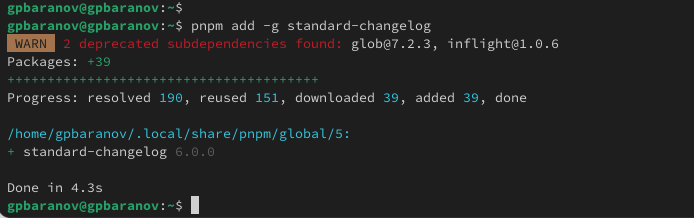 gpbaranov@gpbaranov:~$
gpbaranov@gpbaranov:~$ pnpm add -g standard-changelog
WARN 2 deprecated subdependencies found: glob@7.2.3, inflight@1.0.6
Packages: +39
+++++++++++++++++++++++++++++++++++++++
Progress: resolved 190, reused 151, downloaded 39, added 39, done
/home/gpbaranov/.local/share/pnpm/global/5:
+ standard-changelog 6.0.0
Done in 4.3s
gpbaranov@gpbaranov:~$